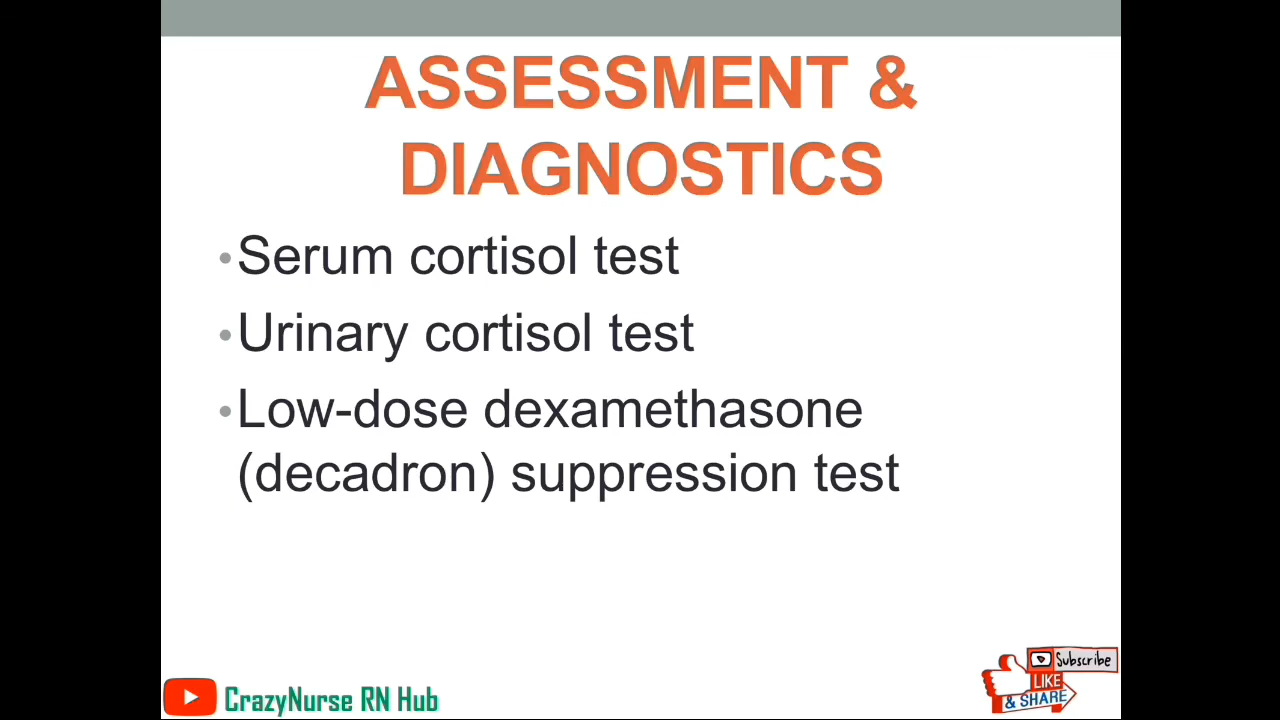 ASSESSMENT &
DIAGNOSTICS
•Serum cortisol test
•Urinary cortisol test
•Low-dose dexamethasone
(decadron) suppression test
CrazyNurse RN Hub
Subscribe
LIKE
& SHARE